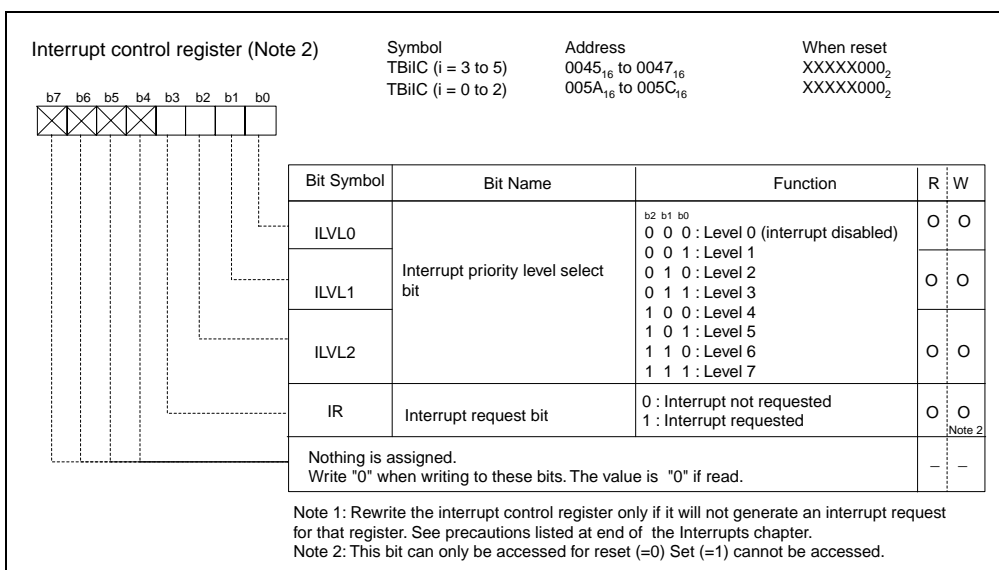 Interrupt control register (Note 2)
Symbol Address When reset
TBiIC (i = 3 to 5) 0045₁₆ to 0047₁₆ XXXXX000₂
TBiIC (i = 0 to 2) 005A₁₆ to 005C₁₆ XXXXX000₂
b7 b6 b5 b4 b3 b2 b1 b0
Bit Symbol Bit Name Function R W
ILVL0 O O
ILVL1 O O
ILVL2 O O
Interrupt priority level select
bit
b2 b1 b0
0 0 0 : Level 0 (interrupt disabled)
0 0 1 : Level 1
0 1 0 : Level 2
0 1 1 : Level 3
1 0 0 : Level 4
1 0 1 : Level 5
1 1 0 : Level 6
1 1 1 : Level 7
IR Interrupt request bit
0 : Interrupt not requested
1 : Interrupt requested
O O
Note 2
Nothing is assigned.
Write "0" when writing to these bits. The value is "0" if read.
– –
Note 1: Rewrite the interrupt control register only if it will not generate an interrupt request
for that register. See precautions listed at end of the Interrupts chapter.
Note 2: This bit can only be accessed for reset (=0) Set (=1) cannot be accessed.